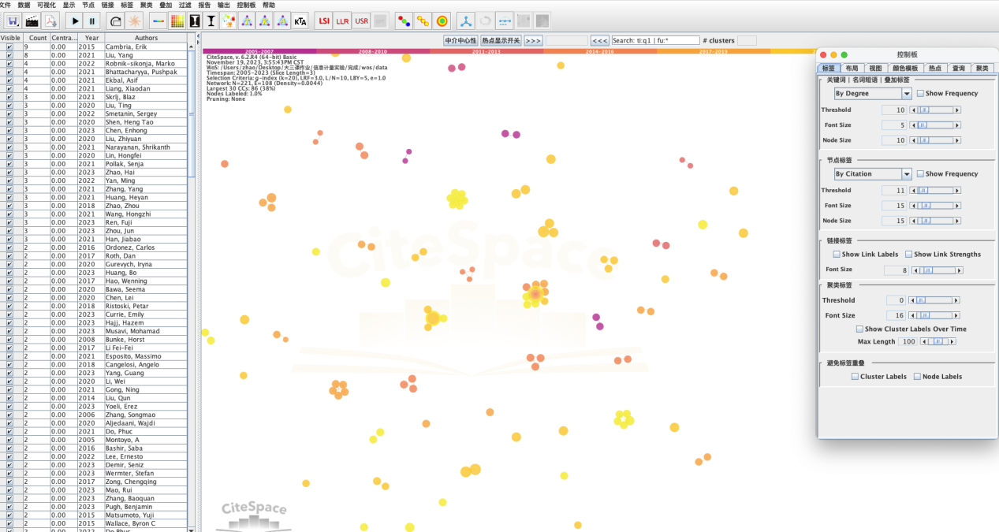 文件 数据 可视化 显示 节点 链接 标签 聚类 叠加 过滤 报告 输出 控制板 帮助
KTA LSI LLR USR
Visible Count Centra... Year Authors
9 0.00 2015 Cambria, Erik
8 0.00 2021 Liu, Yang
4 0.00 2022 Robnik-sikonja, Marko
4 0.00 2021 Bhattacharyya, Pushpak
4 0.00 2021 Ekbal, Asif
4 0.00 2021 Liang, Xiaodan
3 0.00 2021 Skrlj, Blaz
3 0.00 2020 Liu, Ting
3 0.00 2022 Smetanin, Sergey
3 0.00 2020 Shen, Heng Tao
3 0.00 2023 Chen, Enhong
3 0.00 2020 Liu, Zhiyuan
3 0.00 2021 Narayanan, Shrikanth
3 0.00 2020 Lin, Hongfei
3 0.00 2021 Pollak, Senja
3 0.00 2023 Zhao, Hai
3 0.00 2022 Yan, Ming
3 0.00 2021 Zhang, Yang
3 0.00 2021 Huang, Heyan
3 0.00 2018 Zhao, Zhou
3 0.00 2021 Wang, Hongzhi
3 0.00 2023 Ren, Fuji
3 0.00 2023 Zhou, Jun
3 0.00 2021 Han, Jiabao
2 0.00 2016 Ordonez, Carlos
2 0.00 2017 Roth, Dan
2 0.00 2020 Gurevych, Iryna
2 0.00 2023 Huang, Bo
2 0.00 2017 Hao, Wenning
2 0.00 2020 Bawa, Seema
2 0.00 2020 Chen, Lei
2 0.00 2018 Ristoski, Petar
2 0.00 2023 Currie, Emily
2 0.00 2023 Hajj, Hazem
2 0.00 2023 Musavi, Mohamad
2 0.00 2008 Bunke, Horst
2 0.00 2017 Li Fei-Fei
2 0.00 2021 Esposito, Massimo
2 0.00 2018 Cangelosi, Angelo
2 0.00 2023 Yang, Guang
2 0.00 2020 Li, Wei
2 0.00 2021 Gong, Ning
2 0.00 2014 Liu, Qun
2 0.00 2023 Yoeli, Erez
2 0.00 2006 Zhang, Songmao
2 0.00 2020 Aljedaani, Wajdi
2 0.00 2021 Do, Phuc
2 0.00 2005 Montoyo, A
2 0.00 2016 Bashir, Saba
2 0.00 2022 Lee, Ernesto
2 0.00 2023 Demir, Seniz
2 0.00 2023 Wermter, Stefan
2 0.00 2017 Zong, Chengqing
2 0.00 2023 Mao, Rui
2 0.00 2023 Zhang, Baoquan
2 0.00 2023 Pugh, Benjamin
2 0.00 2015 Matsumoto, Yuji
2 0.00 2015 Wallace, Byron C
中介中心性 热点显示开关 >>> <<< Search: ti:q1 | fu:* # clusters
2005-2007 2008-2010 2011-2013 2014-2016 2017-2019
CiteSpace, v. 6.2.R4 (64-bit) Basic
November 19, 2023, 3:55:43PM CST
WoS: /Users/zhao/Desktop/大三课作业/信息计量实验/完成/wos/data
Timespan: 2005-2023 (Slice Length=3)
Selection Criteria: g-index (k=20), LRF=3.0, L/N=10, LBY=5, e=1.0
Network: N=221, E=108 (Density=0.0044)
Largest 30 CCs: 86 (38%)
Nodes Labeled: 1.0%
Pruning: None
CiteSpace
CiteSpace
控制板
标签 布局 视图 颜色模板 热点 查询 聚类
关键词 | 名词短语 | 叠加标签
By Degree Show Frequency
Threshold 10
Font Size 5
Node Size 10
节点标签
By Citation Show Frequency
Threshold 11
Font Size 15
Node Size 15
链接标签
Show Link Labels Show Link Strengths
Font Size 8
聚类标签
Threshold 0
Font Size 16
Show Cluster Labels Over Time
Max Length 100
避免标签重叠
Cluster Labels Node Labels